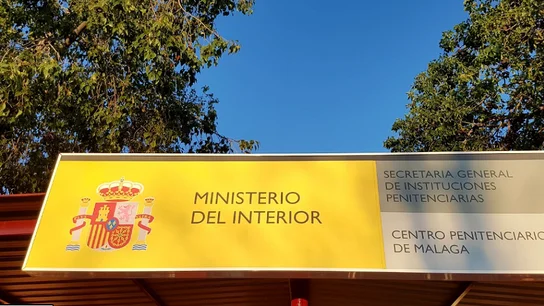 MINISTERIO
DEL INTERIOR
SECRETARIA GENERAL
DE INSTITUCIONES
PENITENCIARIAS
CENTRO PENITENCIARIO
DE MALAGA